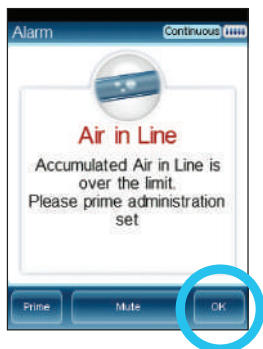 Alarm
Continuous
Air in Line
Accumulated Air in Line is
over the limit.
Please prime administration
set
Prime
Mute
OK